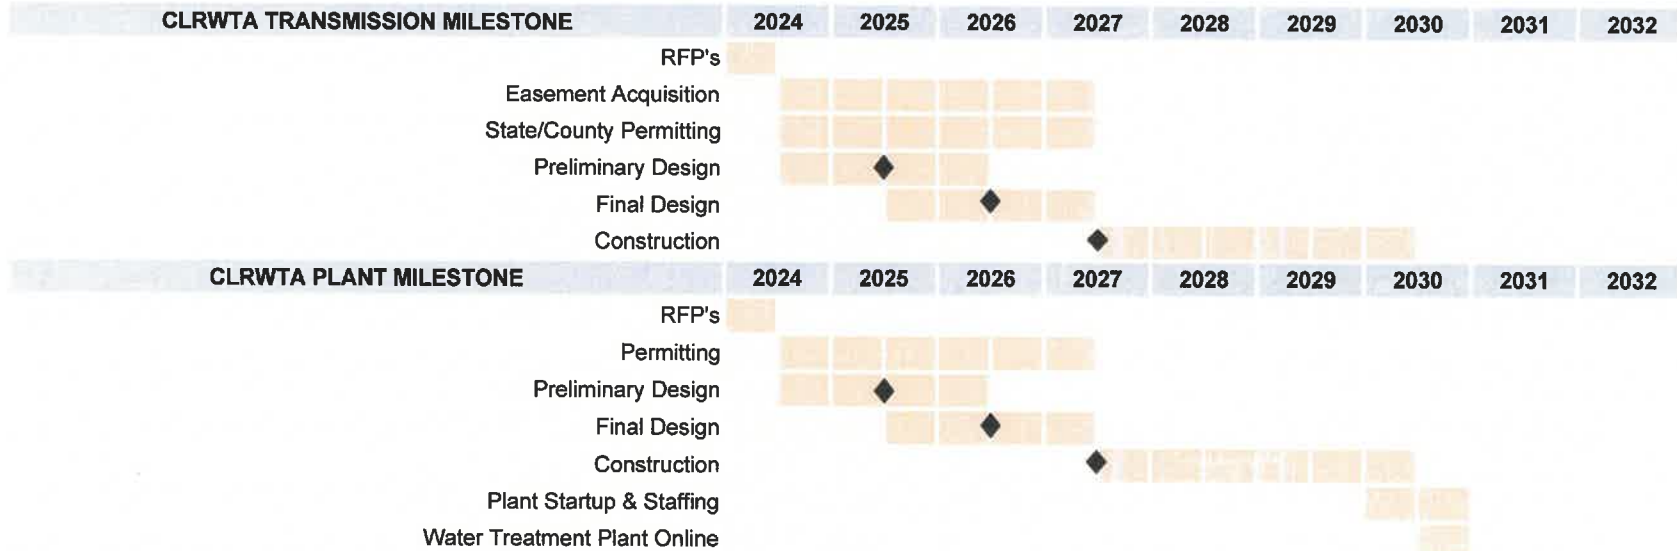 CLRWTA TRANSMISSION MILESTONE 2024 2025 2026 2027 2028 2029 2030 2031 2032
RFP's
Easement Acquisition
State/County Permitting
Preliminary Design
Final Design
Construction
CLRWTA PLANT MILESTONE 2024 2025 2026 2027 2028 2029 2030 2031 2032
RFP's
Permitting
Preliminary Design
Final Design
Construction
Plant Startup & Staffing
Water Treatment Plant Online